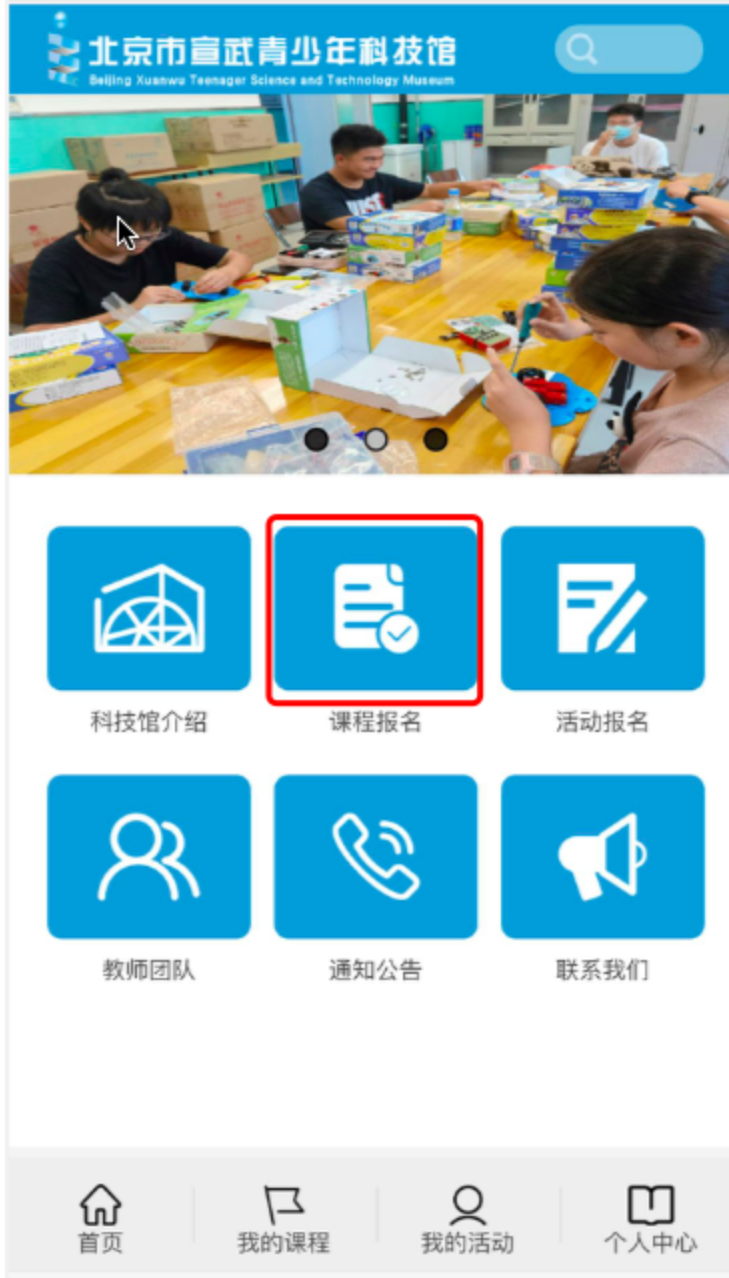 北京市宣武青少年科技馆
Beijing Xuanwu Teenager Science and Technology Museum
科技馆介绍
课程报名
活动报名
教师团队
通知公告
联系我们
首页
我的课程
我的活动
个人中心